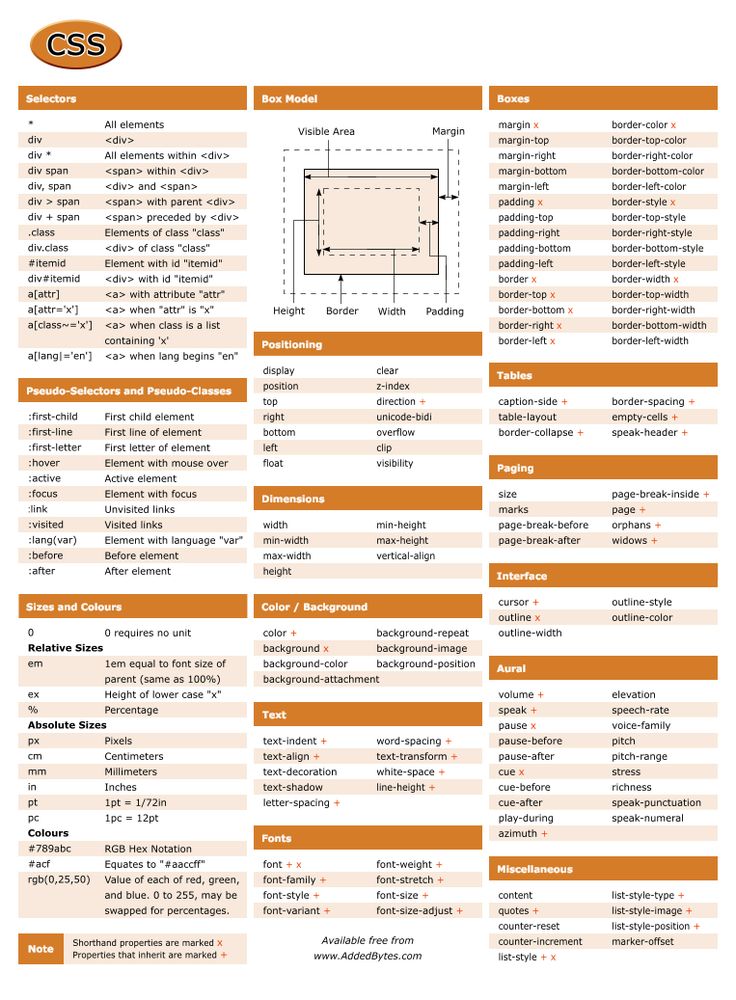 CSS
Selectors
* All elements
div <div>
div * All elements within <div>
div span <span> within <div>
div, span <div> and <span>
div > span <span> with parent <div>
div + span <span> preceded by <div>
.class Elements of class "class"
div.class <div> of class "class"
#itemid Element with id "itemid"
div#itemid <div> with id "itemid"
a[attr] <a> with attribute "attr"
a[attr='x'] <a> when "attr" is "x"
a[class~='x'] <a> when class is a list
containing 'x'
a[lang|='en'] <a> when lang begins "en"
Pseudo-Selectors and Pseudo-Classes
:first-child First child element
:first-line First line of element
:first-letter First letter of element
:hover Element with mouse over
:active Active element
:focus Element with focus
:link Unvisited links
:visited Visited links
:lang(var) Element with language "var"
:before Before element
:after After element
Sizes and Colours
0 0 requires no unit
Relative Sizes
em 1em equal to font size of
parent (same as 100%)
ex Height of lower case "x"
% Percentage
Absolute Sizes
px Pixels
cm Centimeters
mm Millimeters
in Inches
pt 1pt = 1/72in
pc 1pc = 12pt
Colours
#789abc RGB Hex Notation
#acf Equates to "#aaccff"
rgb(0,25,50) Value of each of red, green,
and blue. 0 to 255, may be
swapped for percentages.
Note
Shorthand properties are marked x
Properties that inherit are marked +
Box Model
Visible Area Margin
Height Border Width Padding
Positioning
display clear
position z-index
top direction +
right unicode-bidi
bottom overflow
left clip
float visibility
Dimensions
width min-height
min-width max-height
max-width vertical-align
height
Color / Background
color + background-repeat
background x background-image
background-color background-position
background-attachment
Text
text-indent + word-spacing +
text-align + text-transform +
text-decoration white-space +
text-shadow line-height +
letter-spacing +
Fonts
font + x font-weight +
font-family + font-stretch +
font-style + font-size +
font-variant + font-size-adjust +
Available free from
www.AddedBytes.com
Boxes
margin x border-color x
margin-top border-top-color
margin-right border-right-color
margin-bottom border-bottom-color
margin-left border-left-color
padding x border-style x
padding-top border-top-style
padding-right border-right-style
padding-bottom border-bottom-style
padding-left border-left-style
border x border-width x
border-top x border-top-width
border-bottom x border-right-width
border-right x border-bottom-width
border-left x border-left-width
Tables
caption-side + border-spacing +
table-layout empty-cells +
border-collapse + speak-header +
Paging
size page-break-inside +
marks page +
page-break-before orphans +
page-break-after widows +
Interface
cursor + outline-style
outline x outline-color
outline-width
Aural
volume + elevation
speak + speech-rate
pause x voice-family
pause-before pitch
pause-after pitch-range
cue x stress
cue-before richness
cue-after speak-punctuation
play-during speak-numeral
azimuth +
Miscellaneous
content list-style-type +
quotes + list-style-image +
counter-reset list-style-position +
counter-increment marker-offset
list-style + x